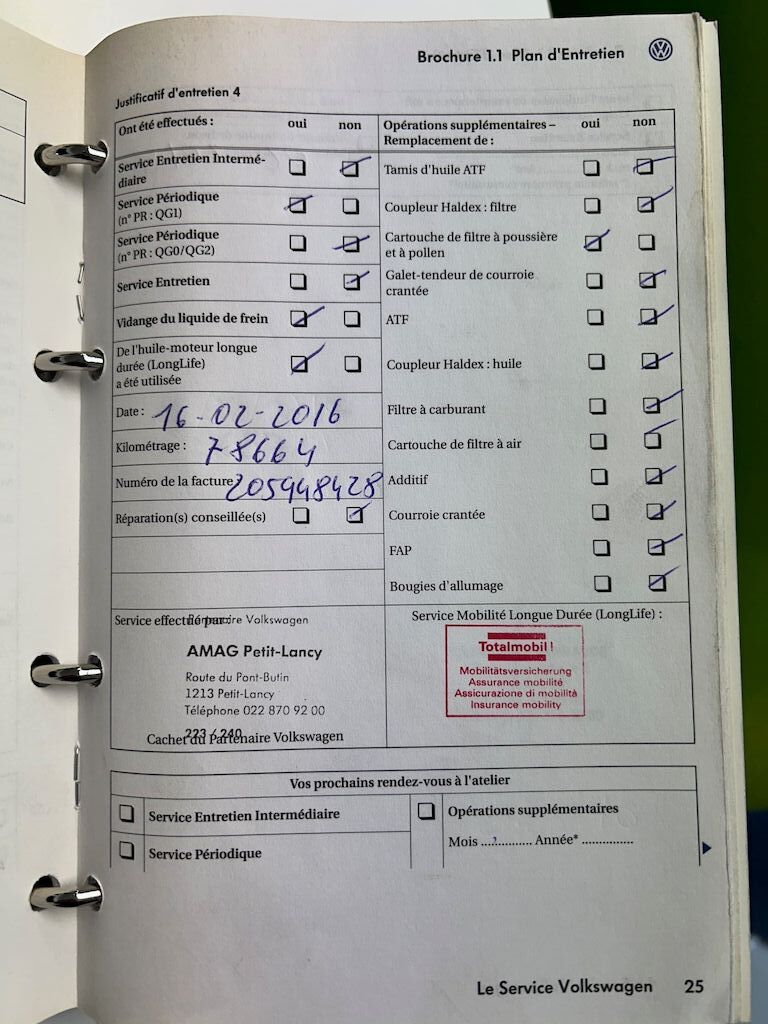 Brochure 1.1 Plan d'Entretien
Justificatif d'entretien 4
Ont été effectués : oui non
Service Entretien Intermé-
diaire
Service Périodique
(n° PR : QG1)
Service Périodique
(n° PR : QG0/QG2)
Service Entretien
Vidange du liquide de frein
De l'huile-moteur longue
durée (LongLife)
a été utilisée
Date : 16-02-2016
Kilométrage : 78664
Numéro de la facture 205948428
Réparation(s) conseillée(s)
Opérations supplémentaires – oui non
Remplacement de :
Tamis d'huile ATF
Coupleur Haldex : filtre
Cartouche de filtre à poussière
et à pollen
Galet-tendeur de courroie
crantée
ATF
Coupleur Haldex : huile
Filtre à carburant
Cartouche de filtre à air
Additif
Courroie crantée
FAP
Bougies d'allumage
Service effectué par :
Partenaire Volkswagen
AMAG Petit-Lancy
Route du Pont-Butin
1213 Petit-Lancy
Téléphone 022 870 92 00
223 / 240
Cachet du Partenaire Volkswagen
Service Mobilité Longue Durée (LongLife) :
Totalmobil!
Mobilitätsversicherung
Assurance mobilité
Assicurazione di mobilità
Insurance mobility
Vos prochains rendez-vous à l'atelier
Service Entretien Intermédiaire
Service Périodique
Opérations supplémentaires
Mois .............. Année* ..............
Le Service Volkswagen 25